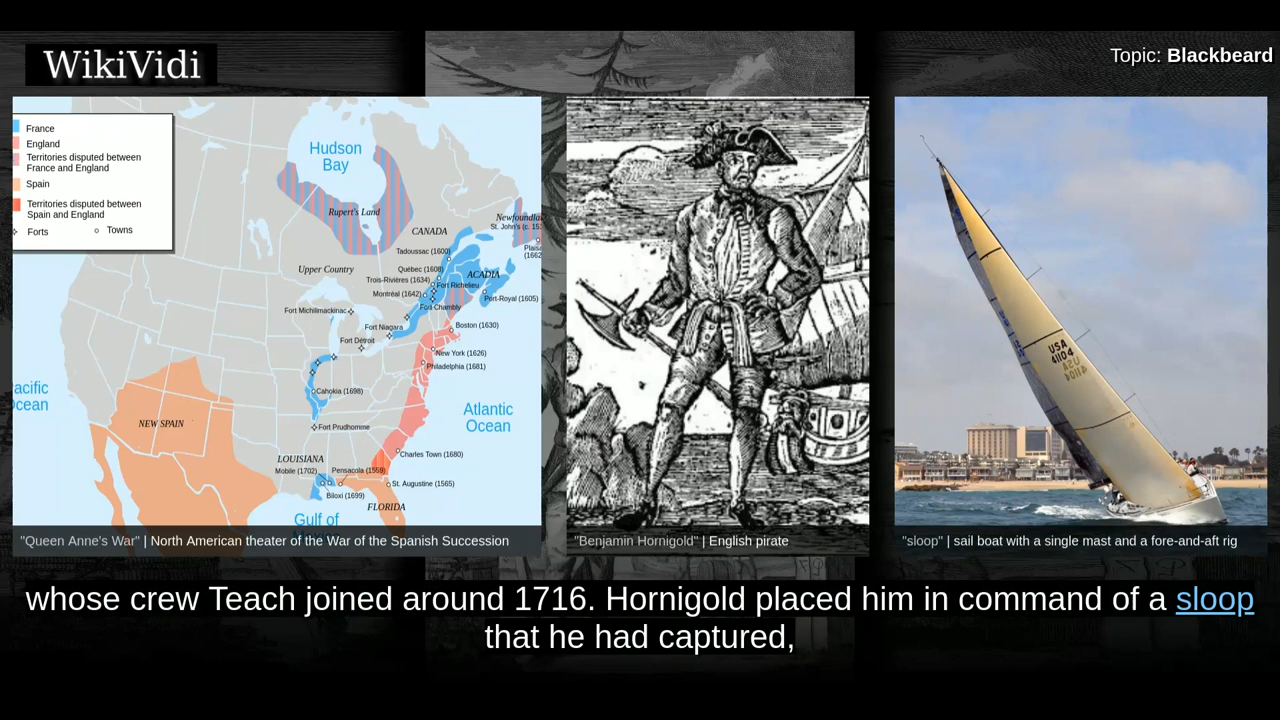 WikiVidi
Topic: Blackbeard
France
England
Territories disputed between
France and England
Spain
Territories disputed between
Spain and England
Forts
Towns
Hudson
Bay
Rupert's Land
CANADA
St. John's (c.
Tadoussac (1600)
Upper Country
Québec (1608)
ACADIA
Trois-Rivières (1634)
Fort Richelieu
Montréal (1642)
Port-Royal (1605)
Fort Chambly
Fort Michilimackinac
Fort Niagara
Boston (1630)
Fort Détroit
New York (1626)
Philadelphia (1681)
Cahokia (1698)
Atlantic
Ocean
NEW SPAIN
Fort Prudhomme
LOUISIANA
Charles Town (1680)
Mobile (1702)
Pensacola (1559)
St. Augustine (1565)
Biloxi (1699)
FLORIDA
Gulf of
USA
41104
"Queen Anne's War" | North American theater of the War of the Spanish Succession
"Benjamin Hornigold" | English pirate
"sloop" | sail boat with a single mast and a fore-and-aft rig
whose crew Teach joined around 1716. Hornigold placed him in command of a sloop
that he had captured,